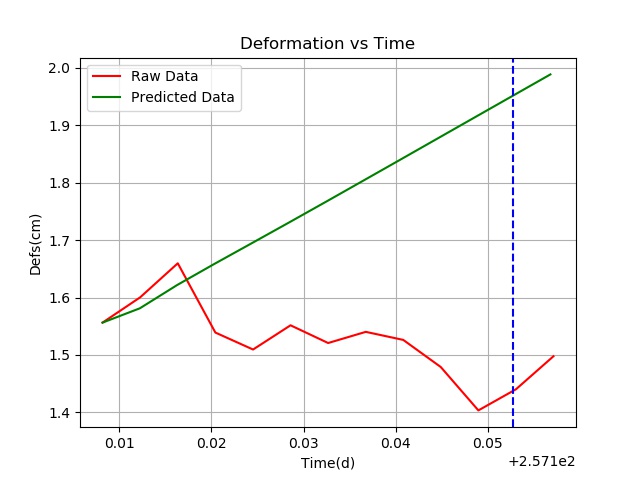 Deformation vs Time
Raw Data
Predicted Data
Defs(cm)
2.0
1.9
1.8
1.7
1.6
1.5
1.4
0.01 0.02 0.03 0.04 0.05
Time(d)
+2.571e2